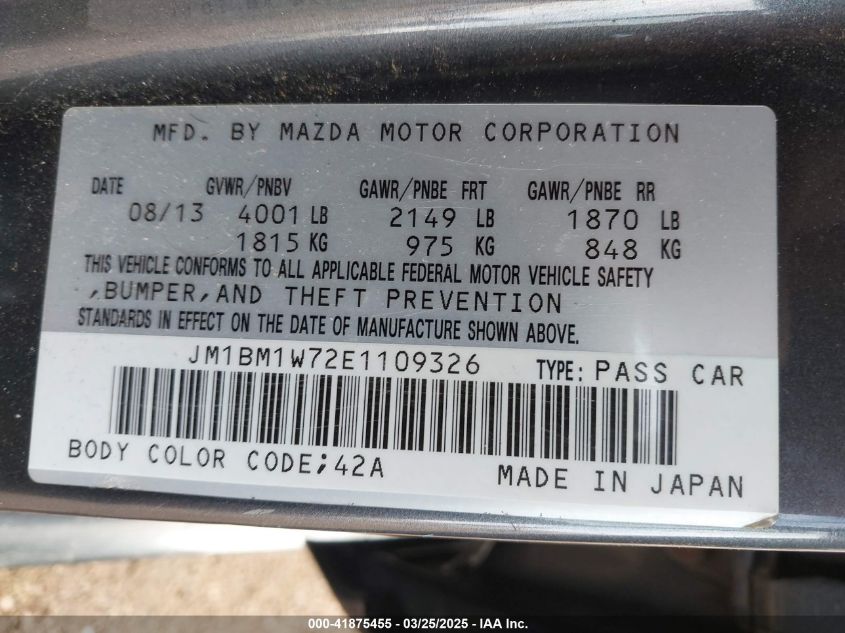 MFD. BY MAZDA MOTOR CORPORATION
DATE GVWR/PNBV GAWR/PNBE FRT GAWR/PNBE RR
08/13 4001 LB 2149 LB 1870 LB
1815 KG 975 KG 848 KG
THIS VEHICLE CONFORMS TO ALL APPLICABLE FEDERAL MOTOR VEHICLE SAFETY
,BUMPER,AND THEFT PREVENTION
STANDARDS IN EFFECT ON THE DATE OF MANUFACTURE SHOWN ABOVE.
JM1BM1W72E1109326 TYPE: PASS CAR
BODY COLOR CODE;42A MADE IN JAPAN
000-41875455 - 03/25/2025 - IAA Inc.